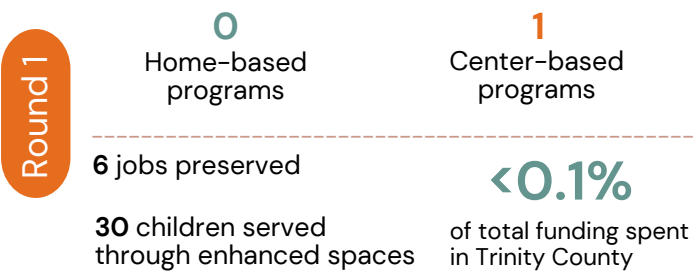 Round 1
0
Home-based
programs
1
Center-based
programs
6 jobs preserved
30 children served
through enhanced spaces
<0.1%
of total funding spent
in Trinity County